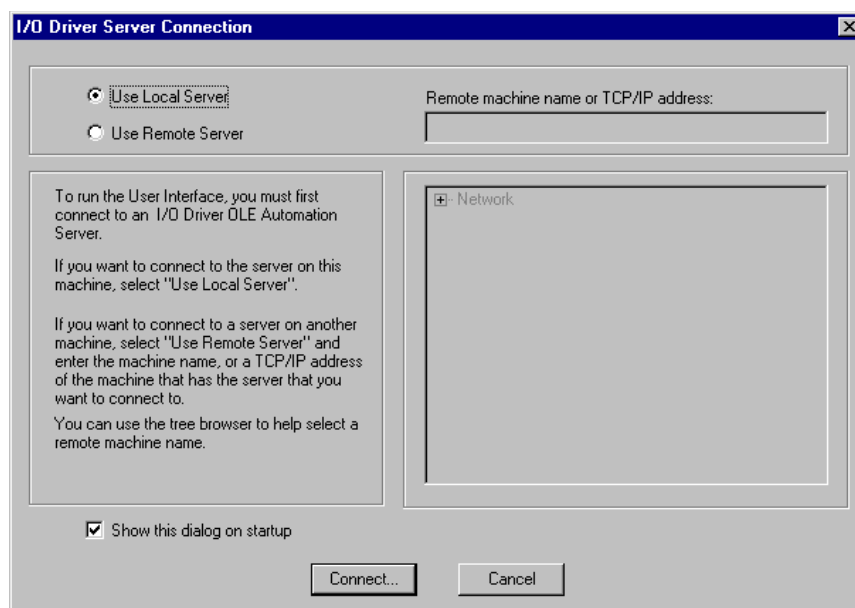 I/O Driver Server Connection
Use Local Server
Remote machine name or TCP/IP address:
Use Remote Server
To run the User Interface, you must first
connect to an I/O Driver OLE Automation
Server.
If you want to connect to the server on this
machine, select "Use Local Server".
If you want to connect to a server on another
machine, select "Use Remote Server" and
enter the machine name, or a TCP/IP address
of the machine that has the server that you
want to connect to.
You can use the tree browser to help select a
remote machine name.
Network
Show this dialog on startup
Connect...
Cancel